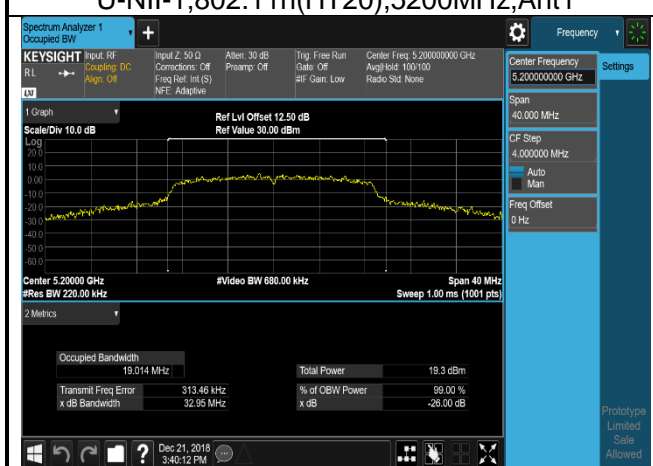 U-NII-1,802.11n(HT20),5200MHz,Ant1
Spectrum Analyzer 1
Occupied BW
Frequency
KEYSIGHT
RL
LXI
Input: RF
Coupling: DC
Align: Off
Input Z: 50 Ω
Corrections: Off
Freq Ref: Int (S)
NFE: Adaptive
Atten: 30 dB
Preamp: Off
Trig: Free Run
Gate: Off
#IF Gain: Low
Center Freq: 5.200000000 GHz
Avg|Hold: 100/100
Radio Std: None
Center Frequency
5.200000000 GHz
Settings
Span
40.000 MHz
CF Step
4.000000 MHz
Auto
Man
Freq Offset
0 Hz
1 Graph
Scale/Div 10.0 dB
Ref Lvl Offset 12.50 dB
Ref Value 30.00 dBm
Log
20.0
10.0
0.00
-10.0
-20.0
-30.0
-40.0
-50.0
-60.0
Center 5.20000 GHz
#Res BW 220.00 kHz
#Video BW 680.00 kHz
Span 40 MHz
Sweep 1.00 ms (1001 pts)
2 Metrics
Occupied Bandwidth
19.014 MHz
Total Power 19.3 dBm
Transmit Freq Error 313.46 kHz
% of OBW Power 99.00 %
x dB Bandwidth 32.95 MHz
x dB -26.00 dB
Prototype
Limited
Sale
Allowed
?
Dec 21, 2018
3:40:12 PM